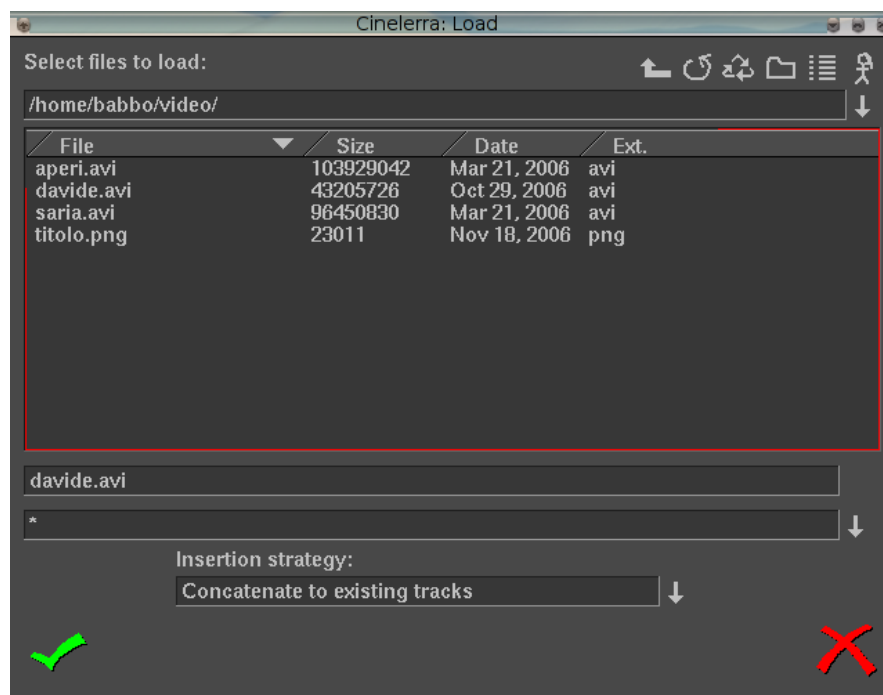 Cinelerra: Load
Select files to load:
/home/babbo/video/
File Size Date Ext.
aperi.avi 103929042 Mar 21, 2006 avi
davide.avi 43205726 Oct 29, 2006 avi
saria.avi 96450830 Mar 21, 2006 avi
titolo.png 23011 Nov 18, 2006 png
davide.avi
*
Insertion strategy:
Concatenate to existing tracks